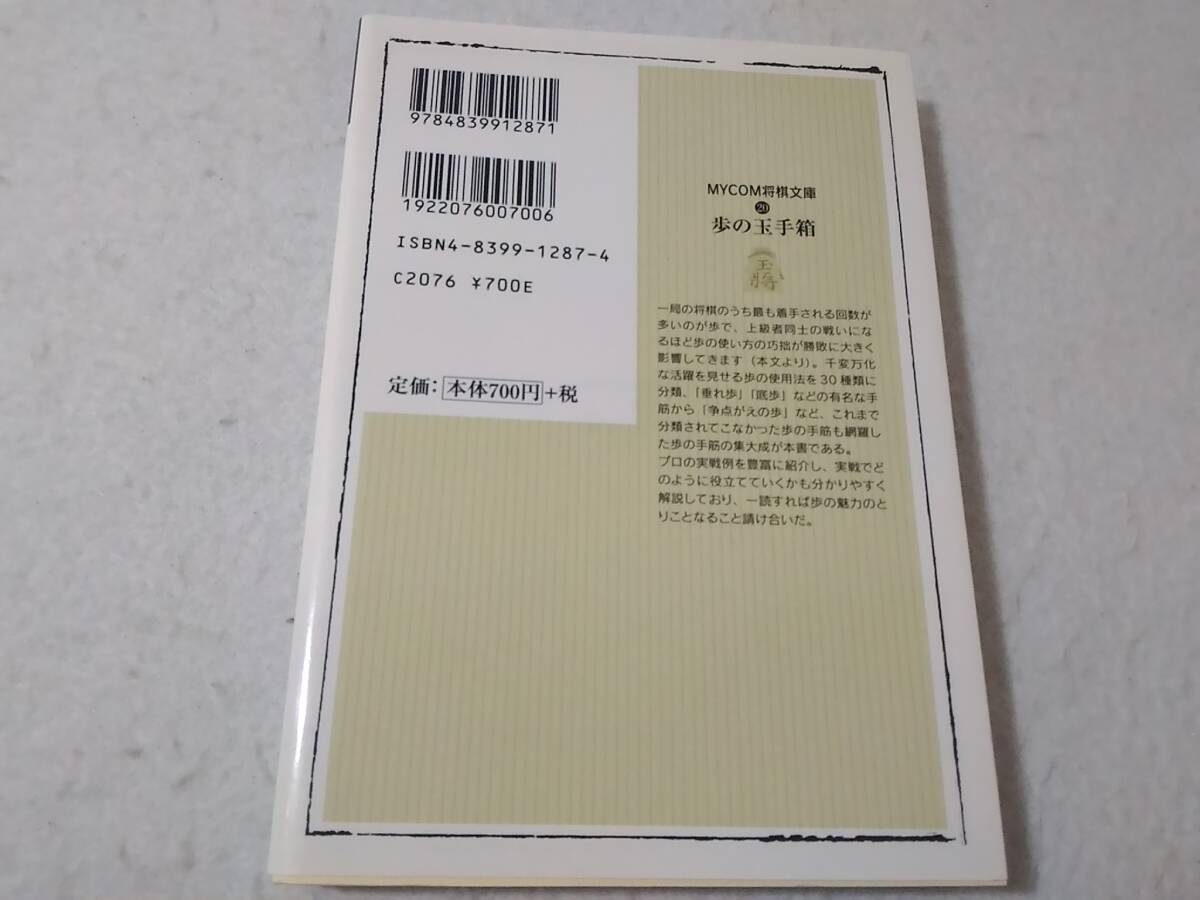 9784839912871
1922076007006
ISBN4-8399-1287-4
C2076 ¥700E
定価：本体700円+税
MYCOM将棋文庫
20
歩の玉手箱
玉将
一局の将棋のうち最も着手される回数が
多いのが歩で、上級者同士の戦いにな
るほど歩の使い方の巧拙が勝敗に大きく
影響してきます（本文より）。千変万化
な活躍を見せる歩の使用法を30種類に
分類、「垂れ歩」「底歩」などの有名な手
筋から「争点がえの歩」など、これまで
分類されてこなかった歩の手筋も網羅し
た歩の手筋の集大成が本書である。
プロの実戦例を豊富に紹介し、実戦でど
のように役立てていくかも分かりやすく
解説しており、一読すれば歩の魅力のと
りことなること請け合いだ。